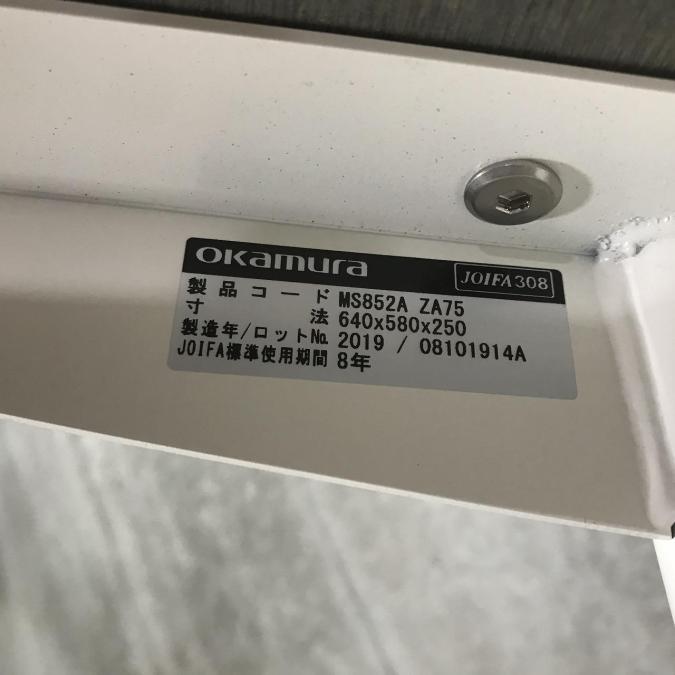 okamura
JOIFA308
製品コード MS852A ZA75
寸法 640x580x250
製造年/ロット№ 2019 / 08101914A
JOIFA標準使用期間 8年